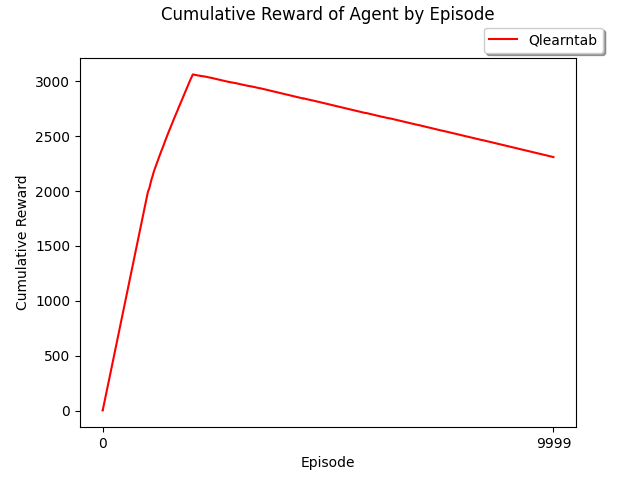 Cumulative Reward of Agent by Episode
Qlearntab
3000
2500
2000
1500
1000
500
0
Cumulative Reward
0 9999
Episode